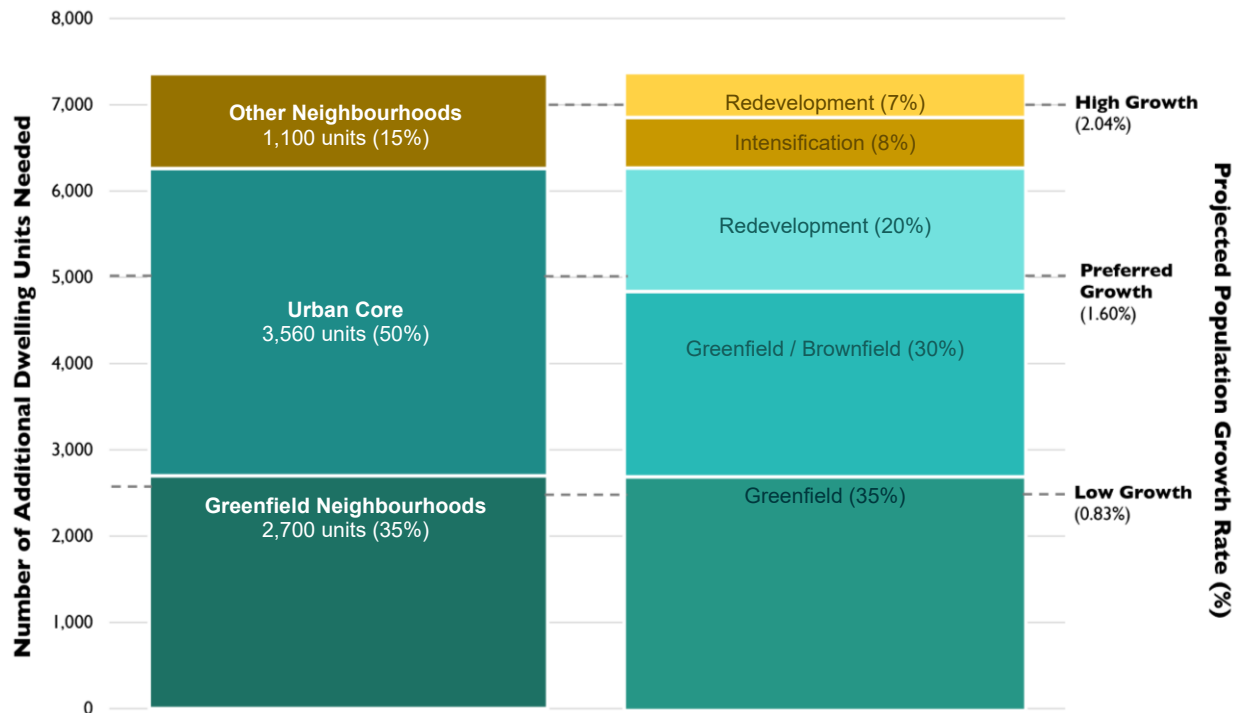 Number of Additional Dwelling Units Needed
8,000
7,000
6,000
5,000
4,000
3,000
2,000
1,000
0
Other Neighbourhoods
1,100 units (15%)
Urban Core
3,560 units (50%)
Greenfield Neighbourhoods
2,700 units (35%)
Redevelopment (7%)
Intensification (8%)
Redevelopment (20%)
Greenfield / Brownfield (30%)
Greenfield (35%)
High Growth
(2.04%)
Preferred
Growth
(1.60%)
Low Growth
(0.83%)
Projected Population Growth Rate (%)